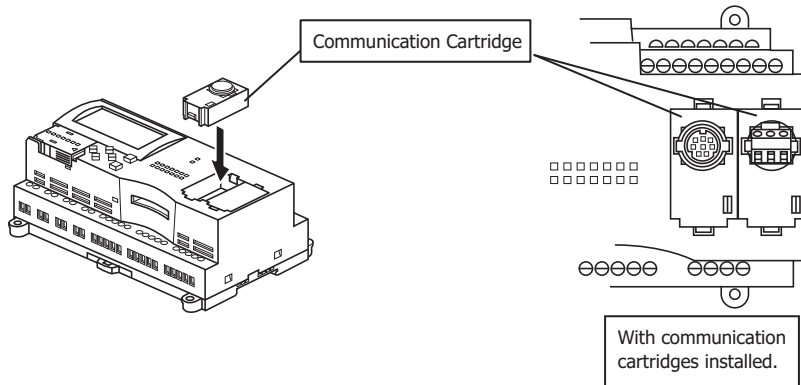 Communication Cartridge
With communication
cartridges installed.